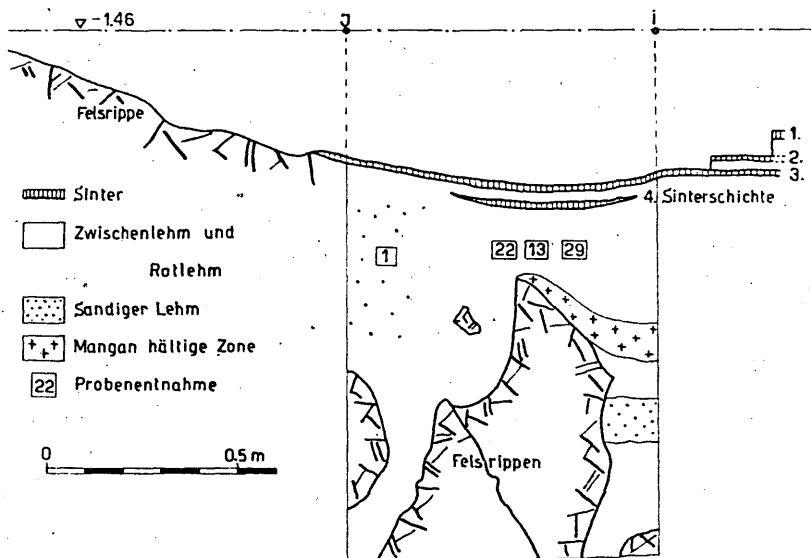 ▽ -1.46
J
i
Felsrippe
1.
2.
3.
4. Sinterschichte
Sinter
Zwischenlehm und
Rotlehm
Sandiger Lehm
Mangan hältige Zone
22 Probenentnahme
1
22 13 29
Felsrippen
0 0.5 m